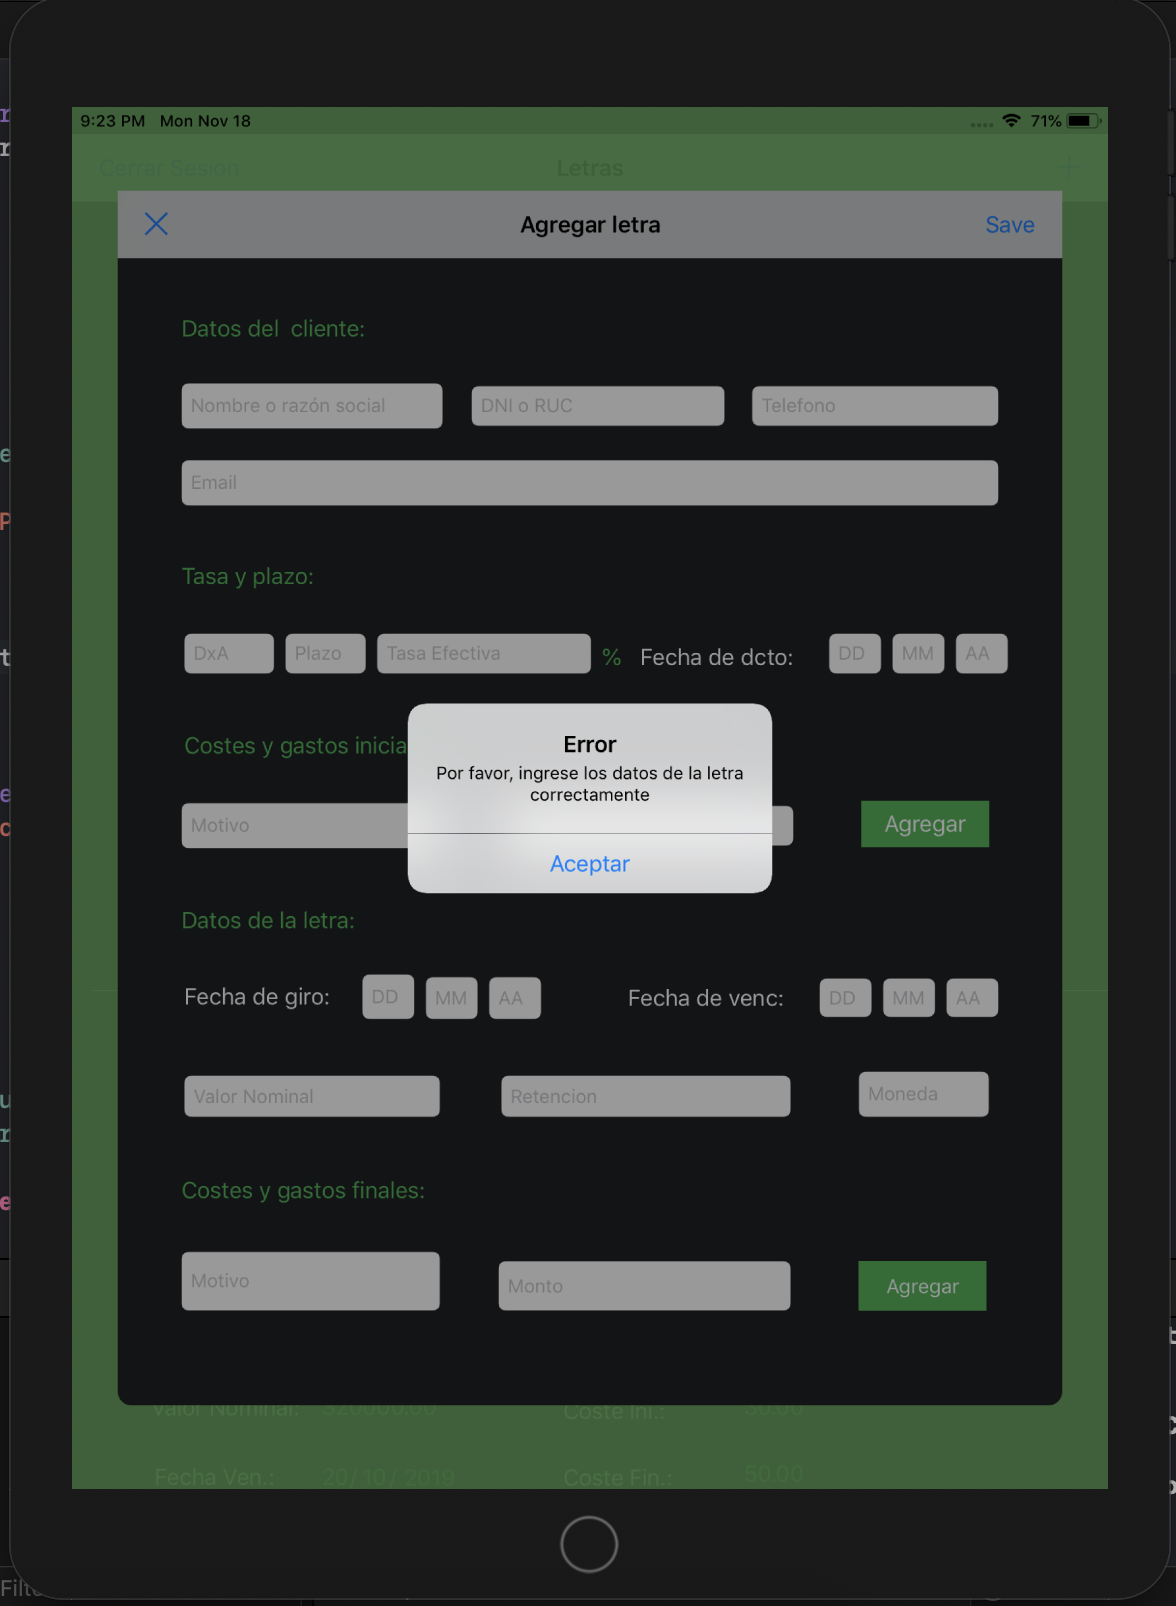 9:23 PM Mon Nov 18 71%
Cerrar Sesion Letras
Agregar letra Save
Datos del cliente:
Nombre o razón social DNI o RUC Telefono
Email
Tasa y plazo:
DxA Plazo Tasa Efectiva % Fecha de dcto: DD MM AA
Costes y gastos inicia
Error
Por favor, ingrese los datos de la letra
correctamente
Motivo Agregar
Aceptar
Datos de la letra:
Fecha de giro: DD MM AA Fecha de venc: DD MM AA
Valor Nominal Retencion Moneda
Costes y gastos finales:
Motivo Monto Agregar
Valor Nominal: 320000.00 Coste Ini.: 50.00
Fecha Ven.: 20/10/2019 Coste Fin.: 50.00